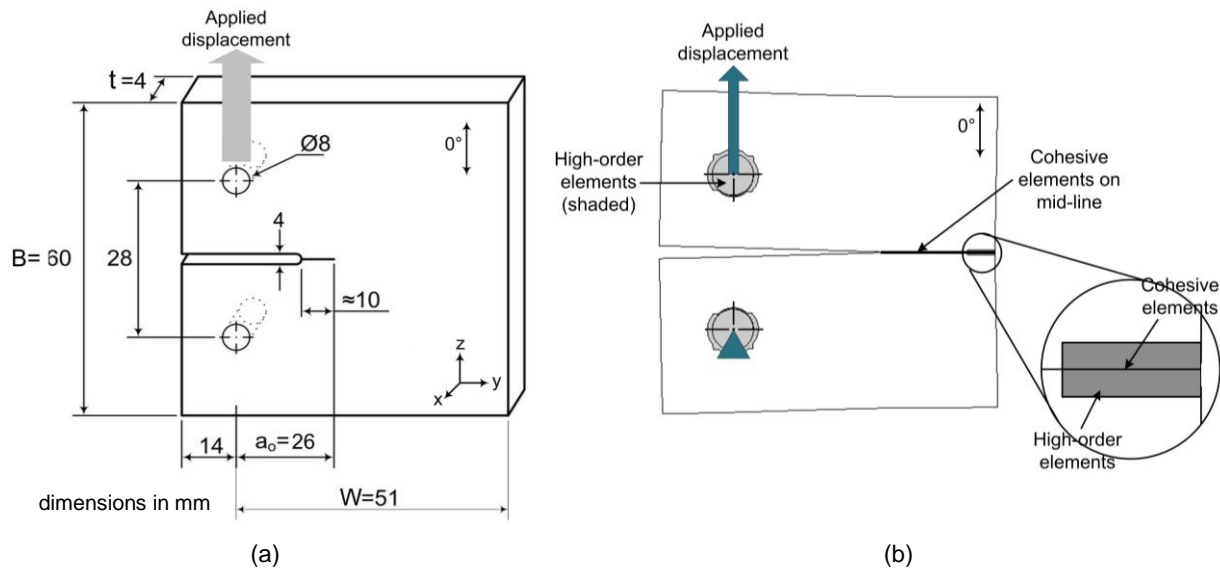 Applied
displacement
t=4
0°
Ø8
4
B= 60
28
≈10
z
y
x
14
aₒ=26
W=51
dimensions in mm
(a)
Applied
displacement
0°
High-order
elements
(shaded)
Cohesive
elements on
mid-line
Cohesive
elements
High-order
elements
(b)